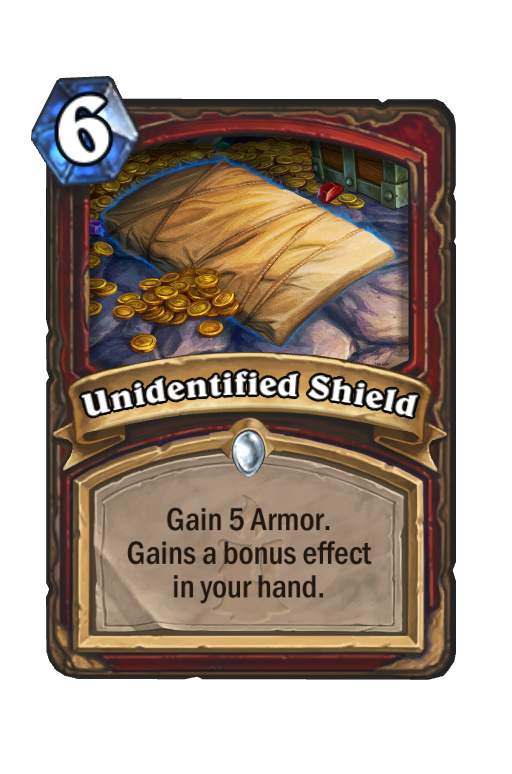 6
Unidentified Shield
Gain 5 Armor.
Gains a bonus effect
in your hand.